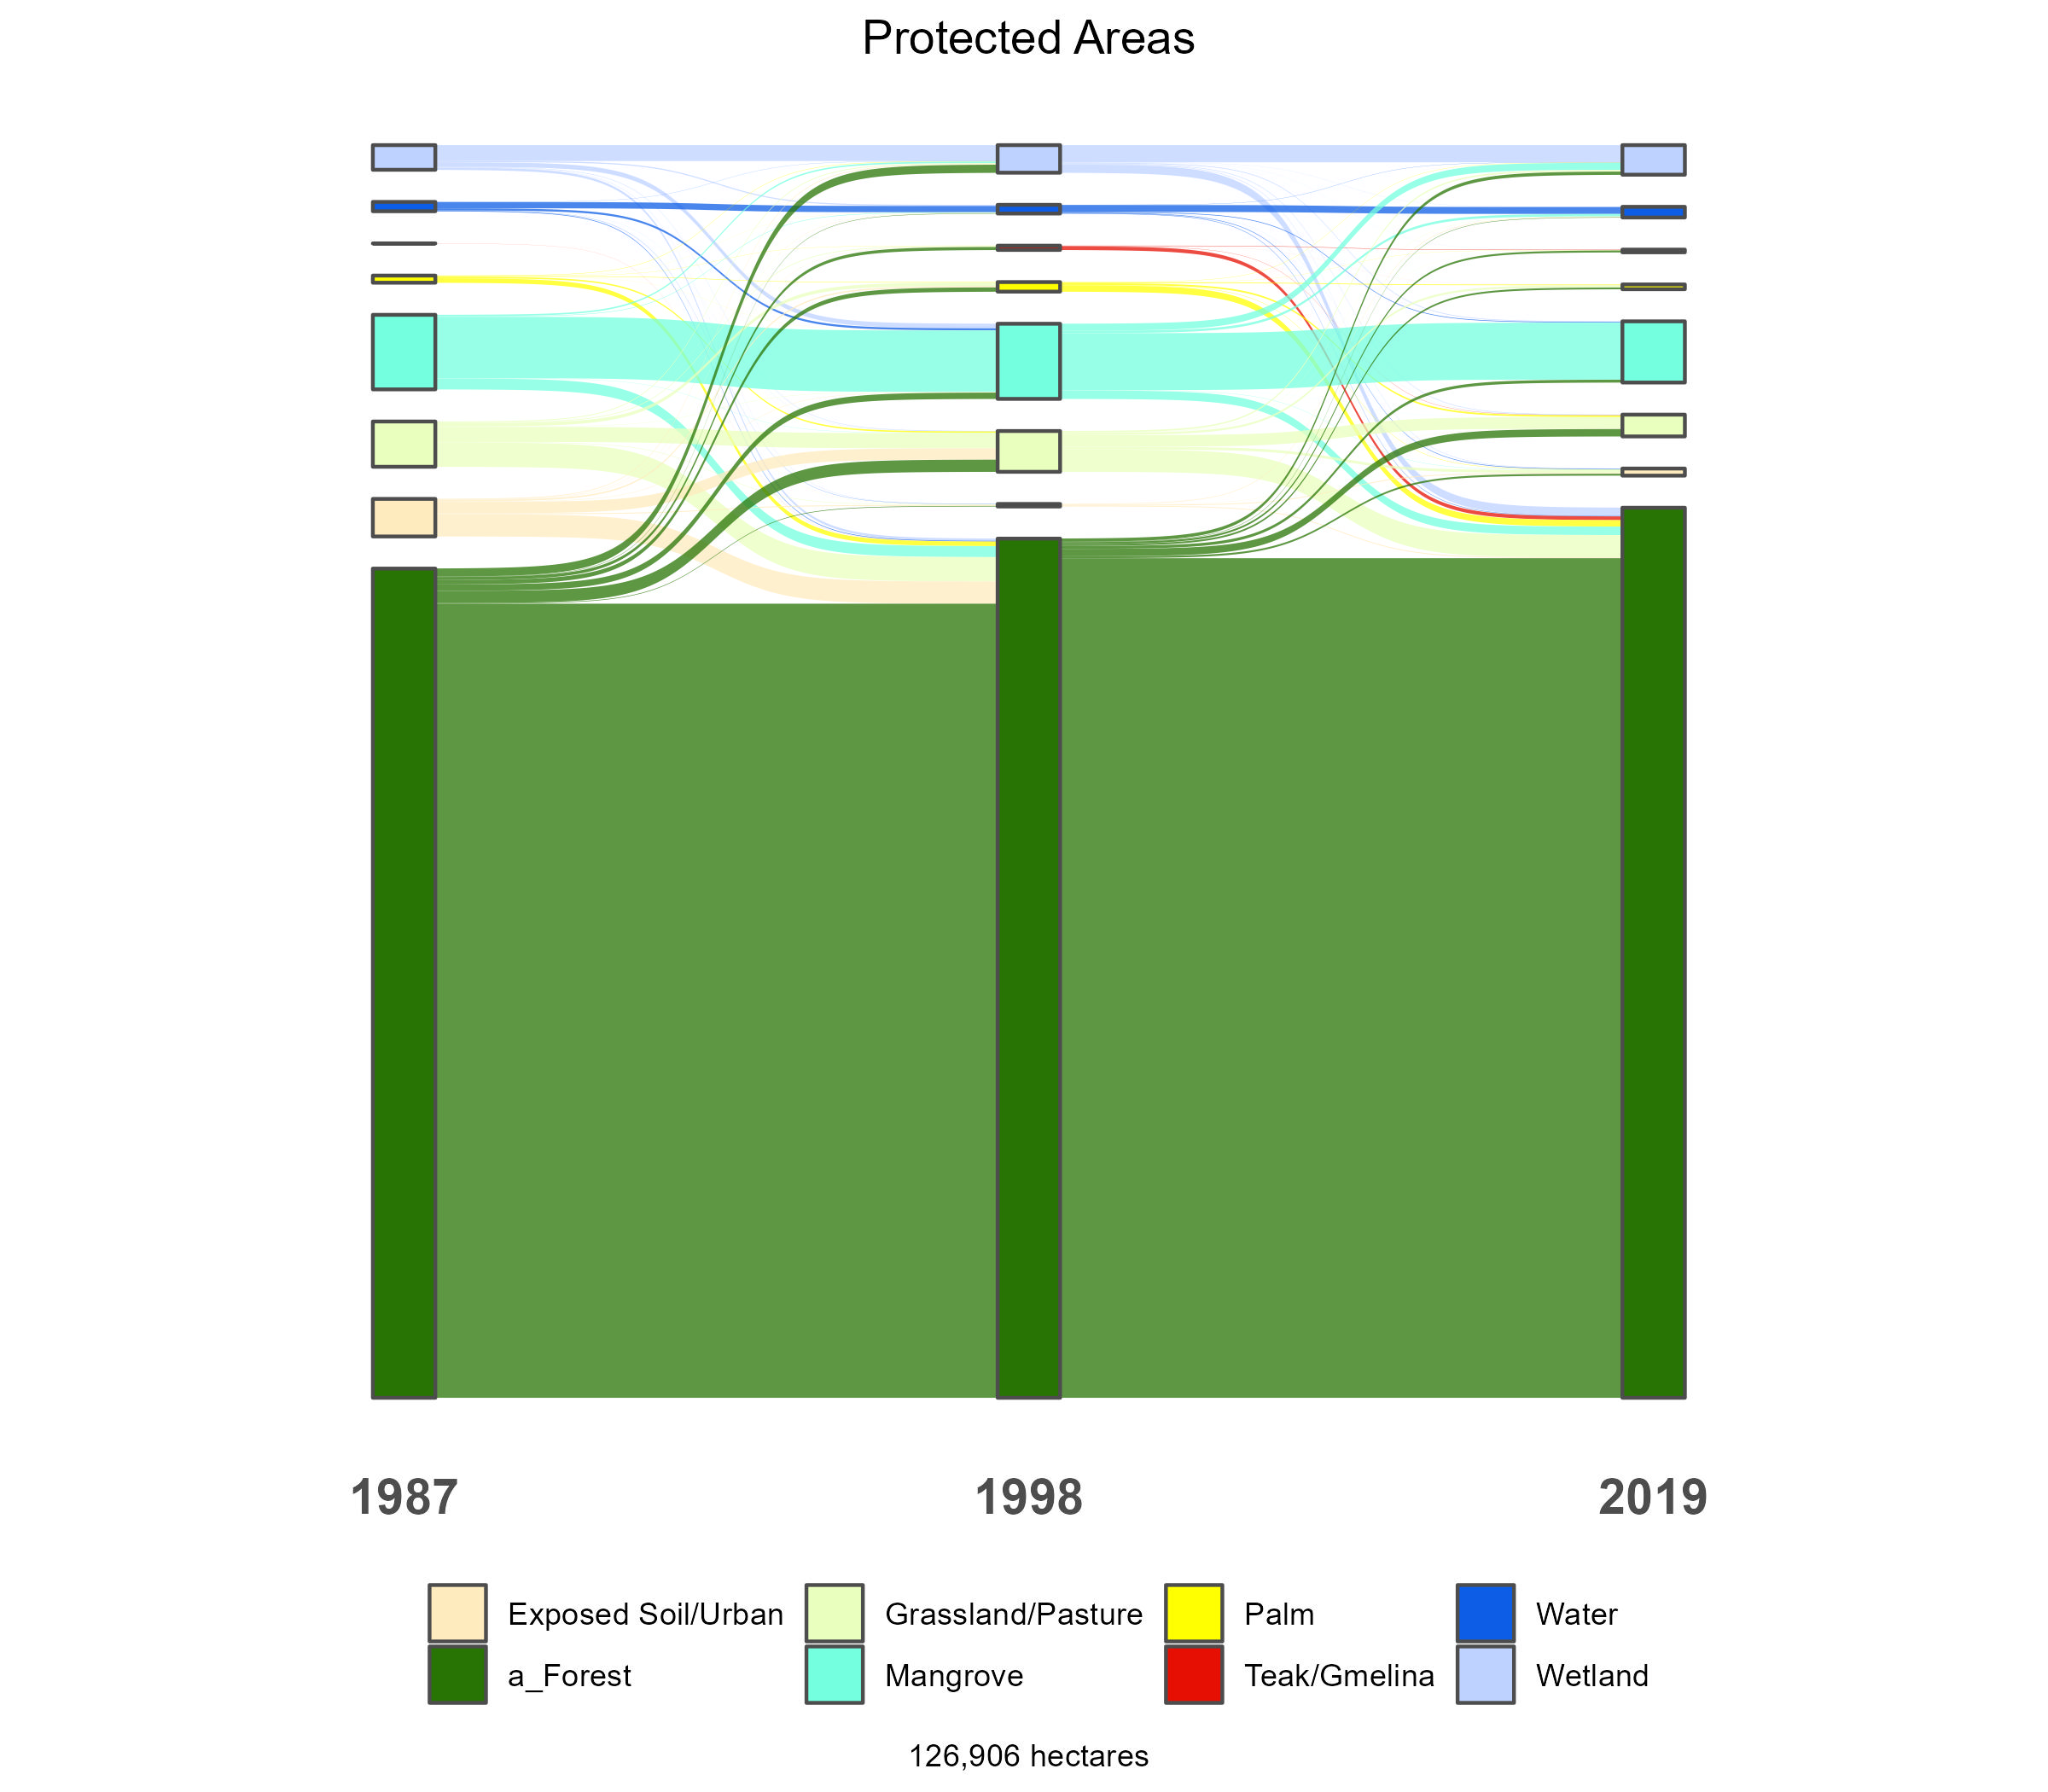 Protected Areas
1987 1998 2019
Exposed Soil/Urban Grassland/Pasture Palm Water
a_Forest Mangrove Teak/Gmelina Wetland
126,906 hectares